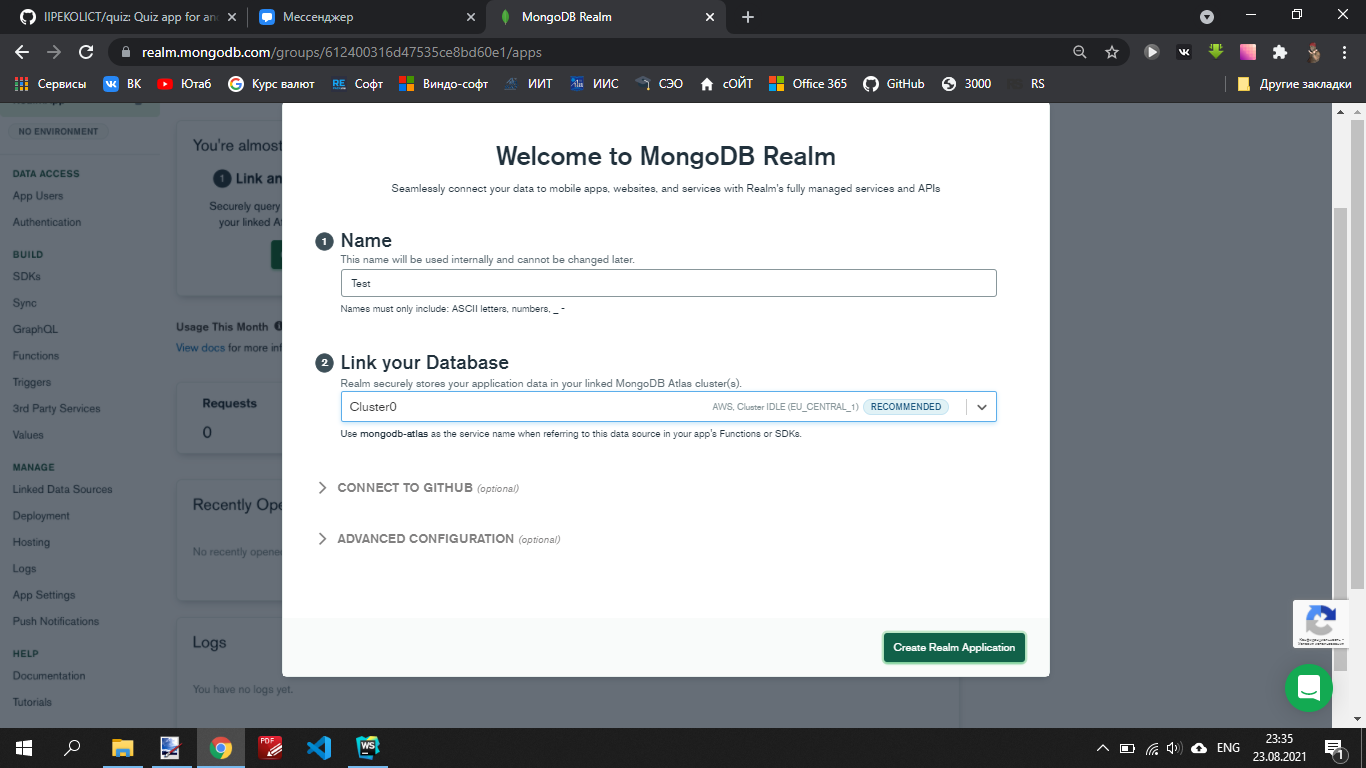 IIPEKOLICT/quiz: Quiz app for an
Мессенджер
MongoDB Realm
realm.mongodb.com/groups/612400316d47535ce8bd60e1/apps
Сервисы
ВК
Ютаб
Курс валют
Софт
Виндо-софт
ИИТ
ИИС
СЭО
сОЙТ
Office 365
GitHub
3000
RS
Другие закладки
NO ENVIRONMENT
DATA ACCESS
App Users
Authentication
BUILD
SDKs
Sync
GraphQL
Functions
Triggers
3rd Party Services
Values
MANAGE
Linked Data Sources
Deployment
Hosting
Logs
App Settings
Push Notifications
HELP
Documentation
Tutorials
You're almost
1 Link an
Securely query
your linked At
Usage This Month
View docs for more inf
Requests
0
Recently Ope
No recently opene
Logs
You have no logs yet.
Welcome to MongoDB Realm
Seamlessly connect your data to mobile apps, websites, and services with Realm's fully managed services and APIs
1 Name
This name will be used internally and cannot be changed later.
Test
Names must only include: ASCII letters, numbers, _ -
2 Link your Database
Realm securely stores your application data in your linked MongoDB Atlas cluster(s).
Cluster0 AWS, Cluster IDLE (EU_CENTRAL_1) RECOMMENDED
Use mongodb-atlas as the service name when referring to this data source in your app's Functions or SDKs.
CONNECT TO GITHUB (optional)
ADVANCED CONFIGURATION (optional)
Create Realm Application
PDF
WS
ENG
23:35
23.08.2021
1